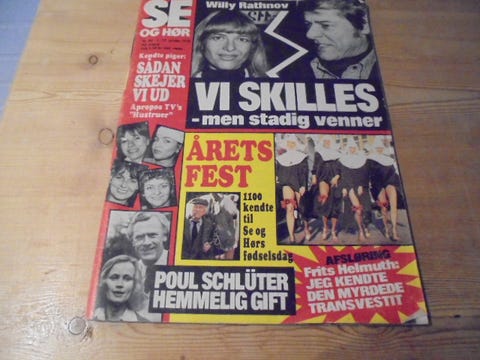 SE
OG HØR
Willy Rathnov
Kendte piger:
SÅDAN
SKEJER
VI UD
Apropos TV's
"Hustruer"
VI SKILLES
- men stadig venner
ÅRETS
FEST
1100
kendte
til
Se og
Hørs
fødselsdag
POUL SCHLÜTER
HEMMELIG GIFT
AFSLØRING
Frits Helmuth:
JEG KENDTE
DEN MYRDEDE
TRANSVESTIT